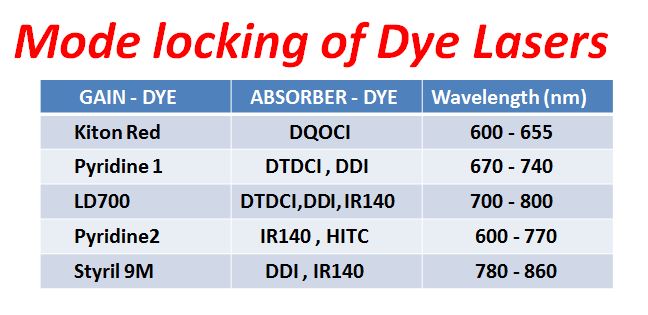 Mode locking of Dye Lasers
GAIN - DYE ABSORBER - DYE Wavelength (nm)
Kiton Red DQOCI 600 - 655
Pyridine 1 DTDCI , DDI 670 - 740
LD700 DTDCI,DDI,IR140 700 - 800
Pyridine2 IR140 , HITC 600 - 770
Styril 9M DDI , IR140 780 - 860